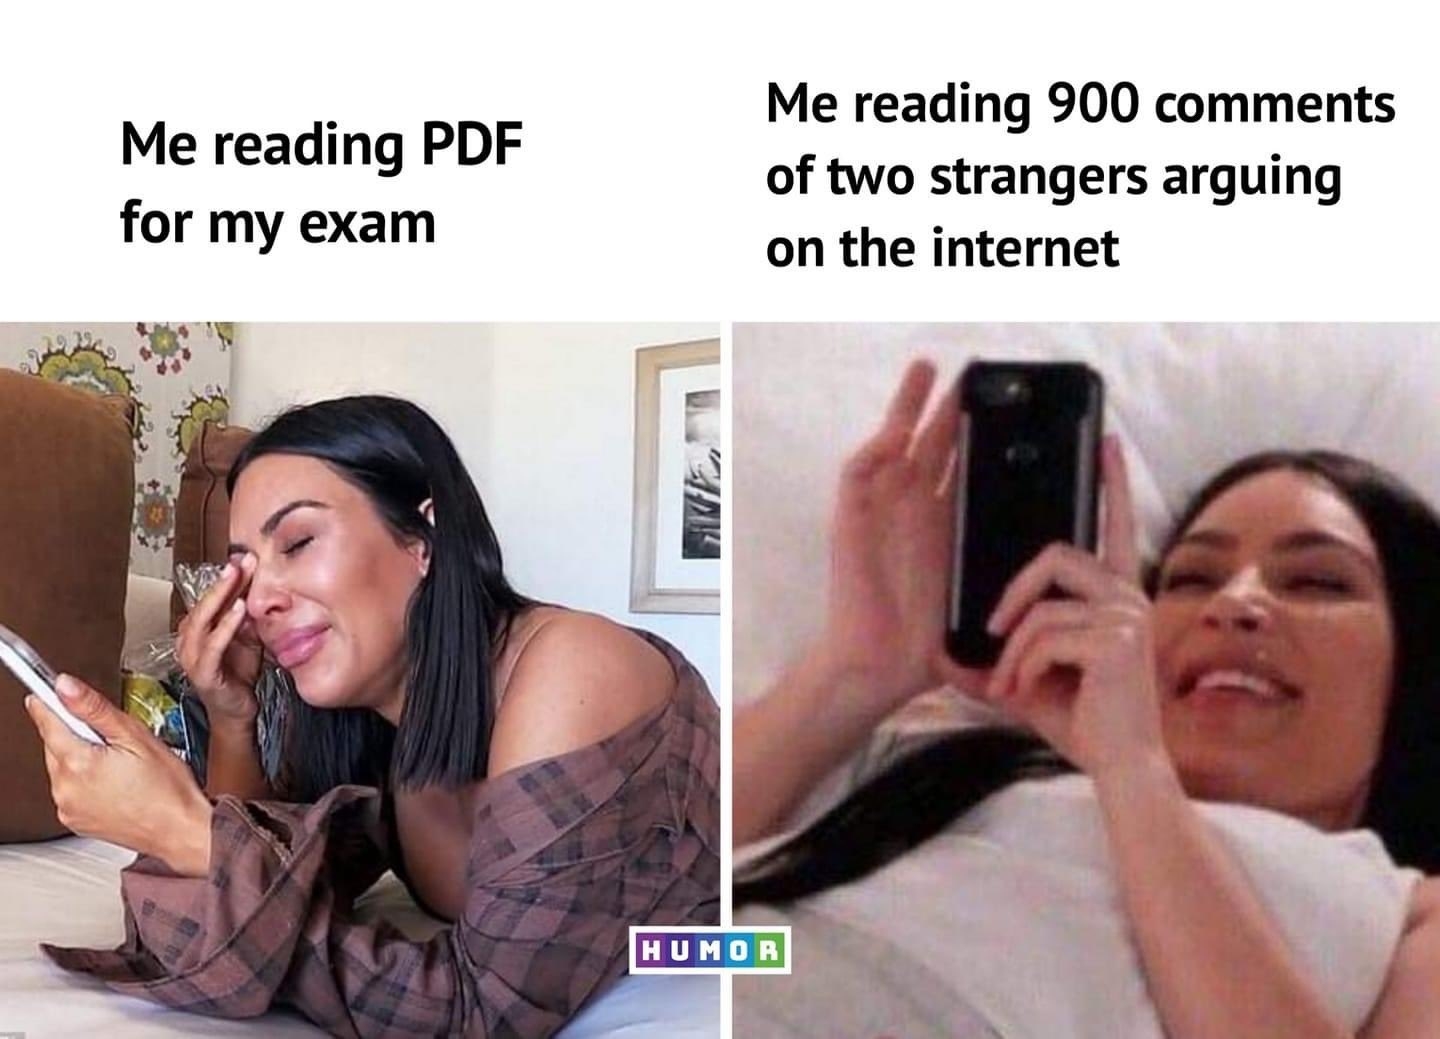 Me reading PDF
for my exam
Me reading 900 comments
of two strangers arguing
on the internet
HUMOR